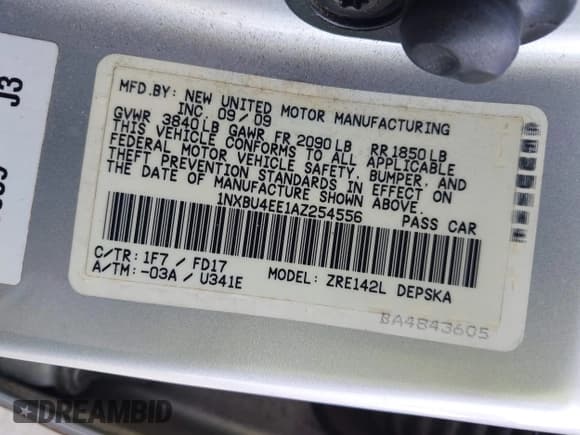 J3
MFD.BY: NEW UNITED MOTOR MANUFACTURING
INC. 09/09
GVWR 3840LB GAWR FR 2090LB RR 1850LB
THIS VEHICLE CONFORMS TO ALL APPLICABLE
FEDERAL MOTOR VEHICLE SAFETY, BUMPER, AND
THEFT PREVENTION STANDARDS IN EFFECT ON
THE DATE OF MANUFACTURE SHOWN ABOVE.
1NXBU4EE1AZ254556 PASS CAR
C/TR: 1F7 / FD17
A/TM: -03A / U341E MODEL: ZRE142L DEPSKA
BA4843605
DREAMBID